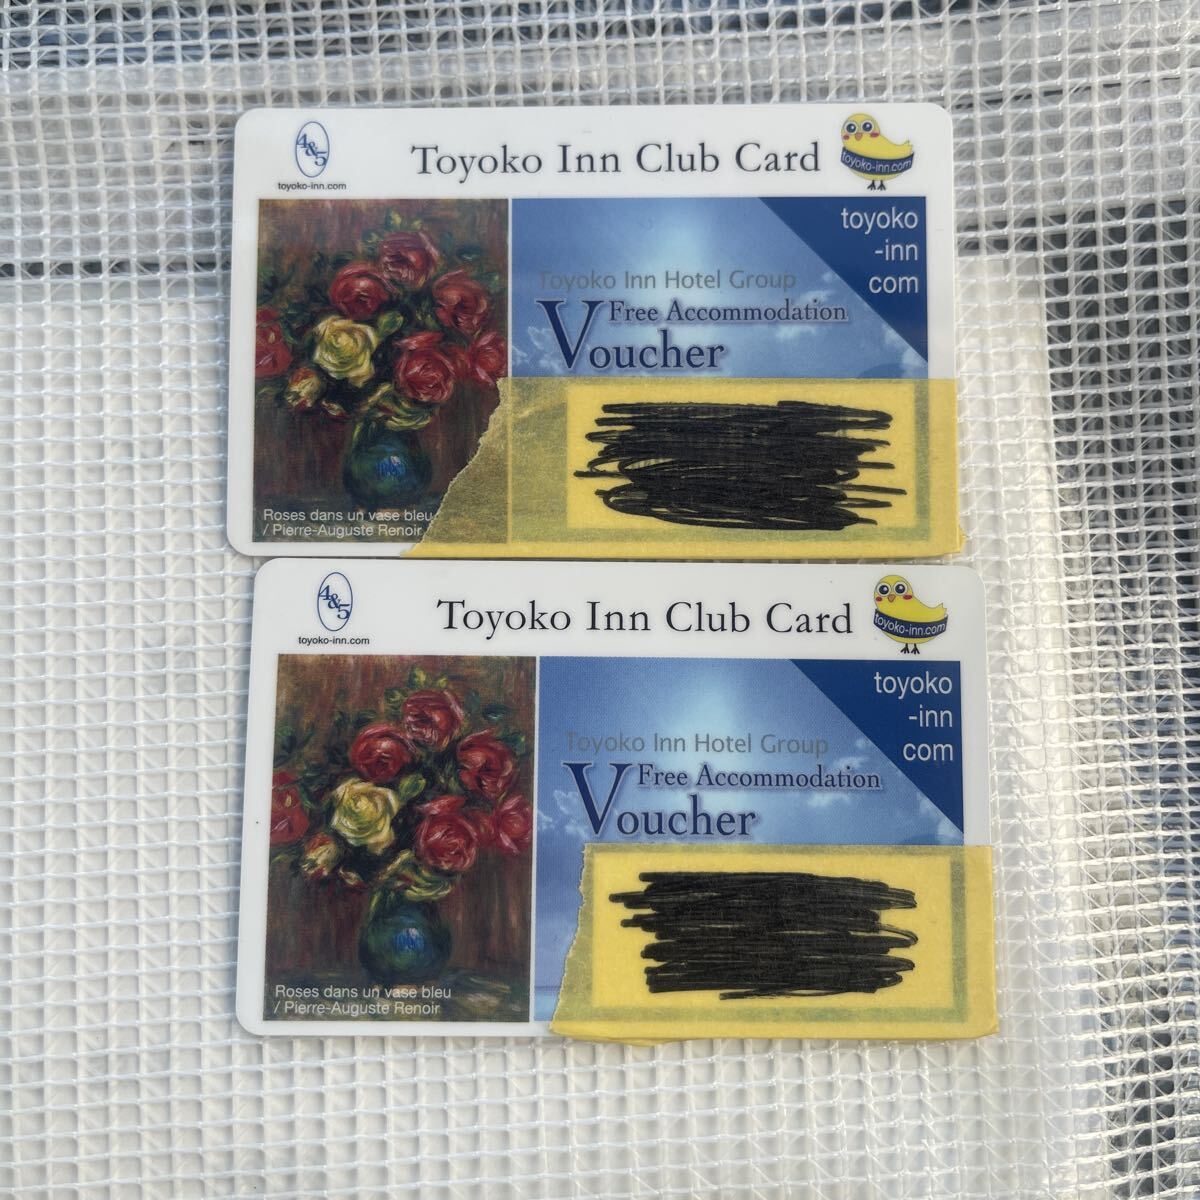 4&5
toyoko-inn.com
Toyoko Inn Club Card
toyoko-inn.com
toyoko
-inn
com
Toyoko Inn Hotel Group
Free Accommodation
Voucher
Roses dans un vase bleu
/ Pierre-Auguste Renoir
4&5
toyoko-inn.com
Toyoko Inn Club Card
toyoko-inn.com
toyoko
-inn
com
Toyoko Inn Hotel Group
Free Accommodation
Voucher
Roses dans un vase bleu
/ Pierre-Auguste Renoir